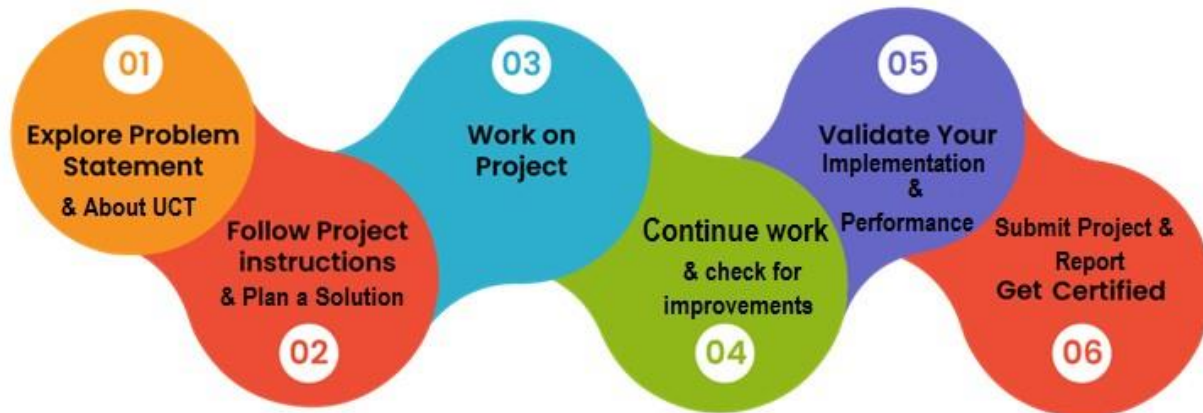 01
Explore Problem
Statement
& About UCT
Follow Project
instructions
& Plan a Solution
02
03
Work on
Project
Continue work
& check for
improvements
04
05
Validate Your
Implementation
&
Performance
Submit Project &
Report
Get Certified
06